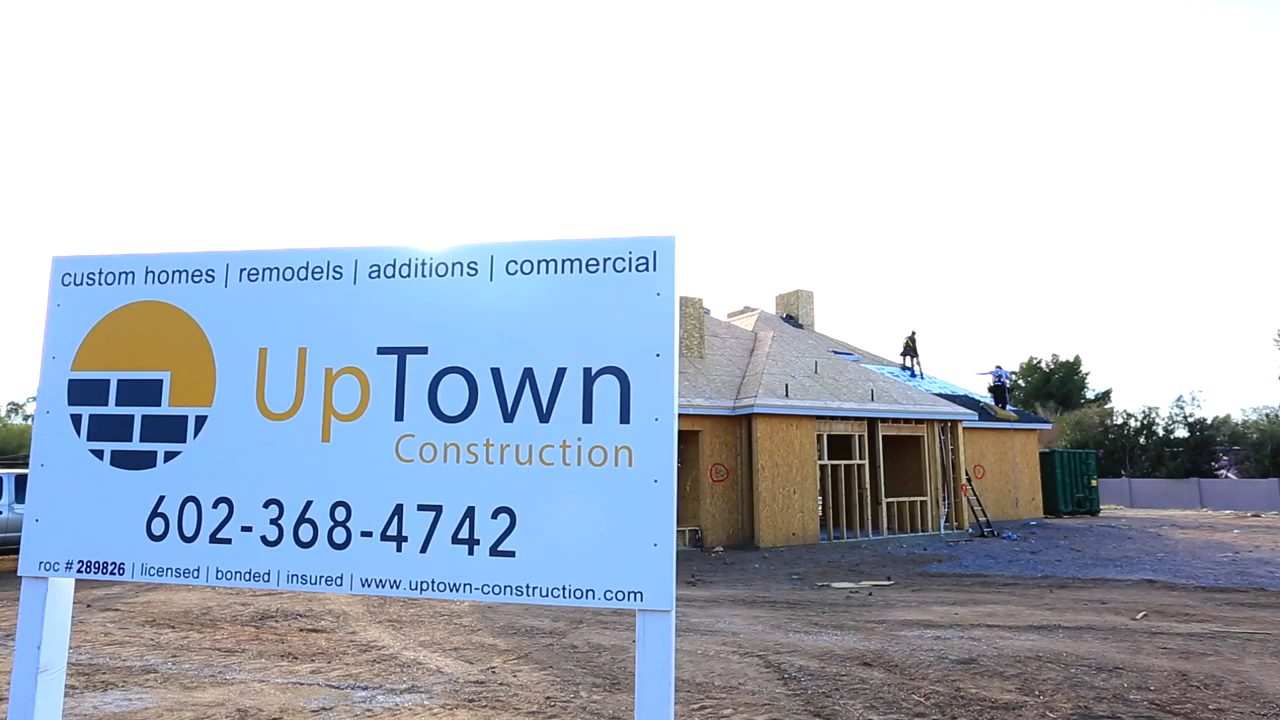 custom homes | remodels | additions | commercial
UpTown
Construction
602-368-4742
roc # 289826 | licensed | bonded | insured | www.uptown-construction.com